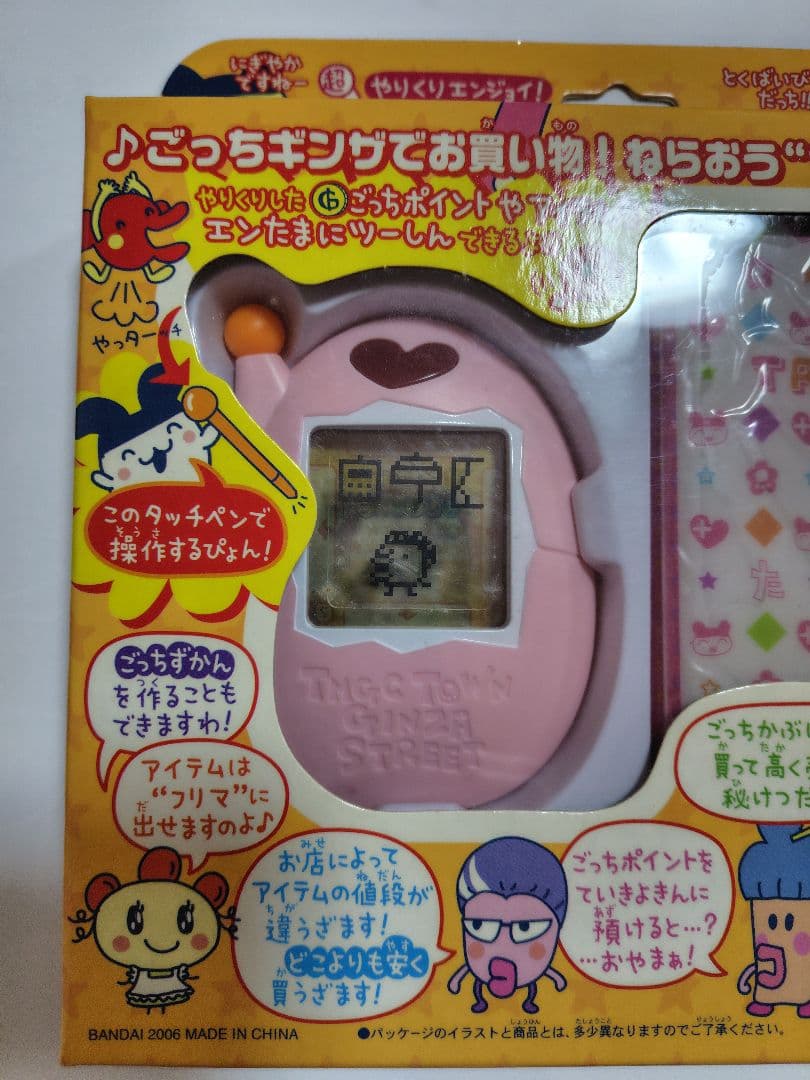 にぎやか
ですねー
超
やりくりエンジョイ!
とくばいび
だっち!!
♪ごっちギンザでお買い物!ねらおう“
やりくりした Ⓖ ごっちポイントや
エンたまにツーしんできる
やっターッチ
このタッチペンで
操作するぴょん!
TMGC TOWN
GINZA
STREET
ごっちずかん
を作ることも
できますわ!
アイテムは
“フリマ”に
出せますのよ♪
お店によって
アイテムの値段が
違うざます!
どこよりも安く
買うざます!
ごっちポイントを
ていきよきんに
預けると…?
…おやまぁ!
ごっちかぶ
買って高く
秘けつた
た
BANDAI 2006 MADE IN CHINA
●パッケージのイラストと商品とは、多少異なりますのでご了承ください。